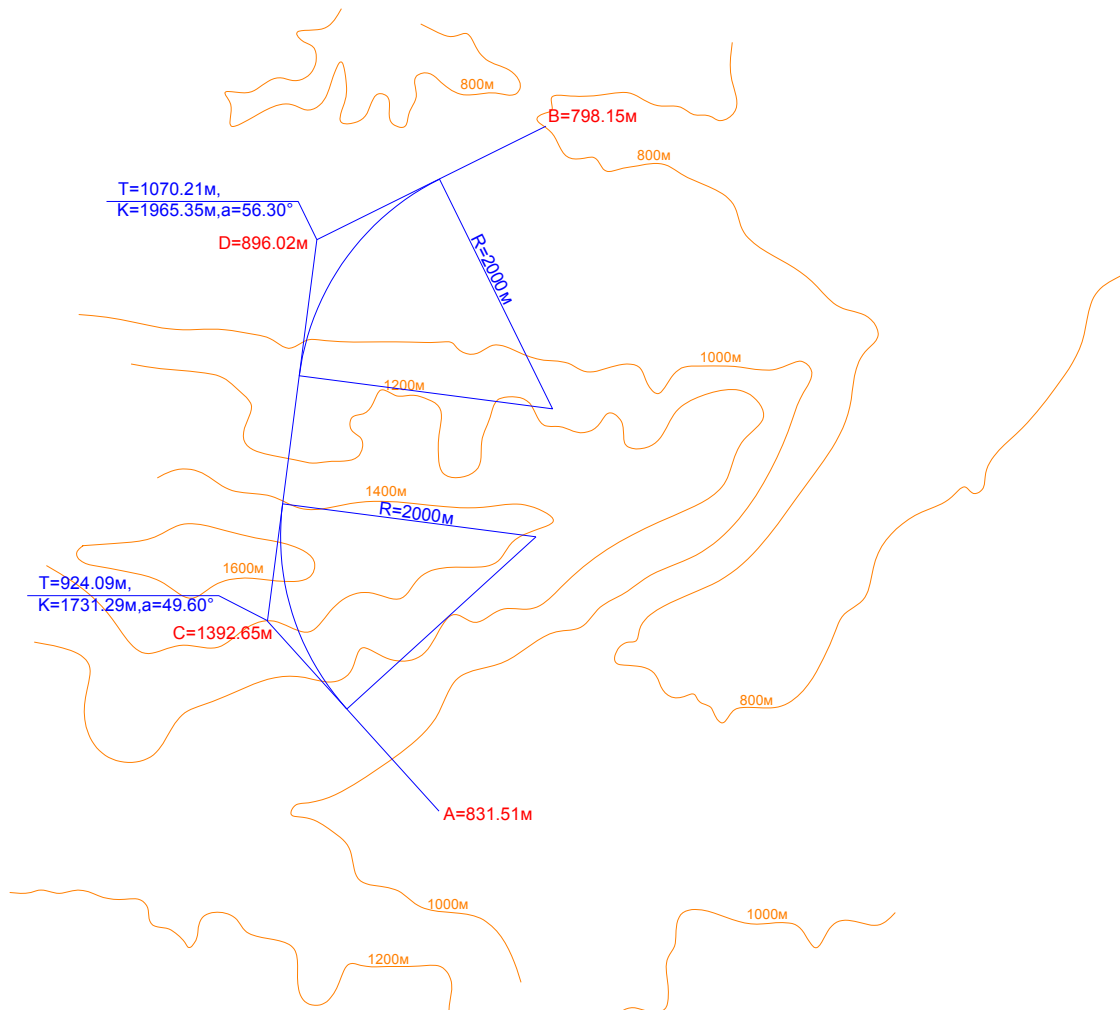 800м
B=798.15м
800м
T=1070.21м,
K=1965.35м,a=56.30°
D=896.02м
R=2000м
1000м
1200м
1400м
R=2000м
1600м
T=924.09м,
K=1731.29м,a=49.60°
C=1392.65м
800м
A=831.51м
1000м
1000м
1200м